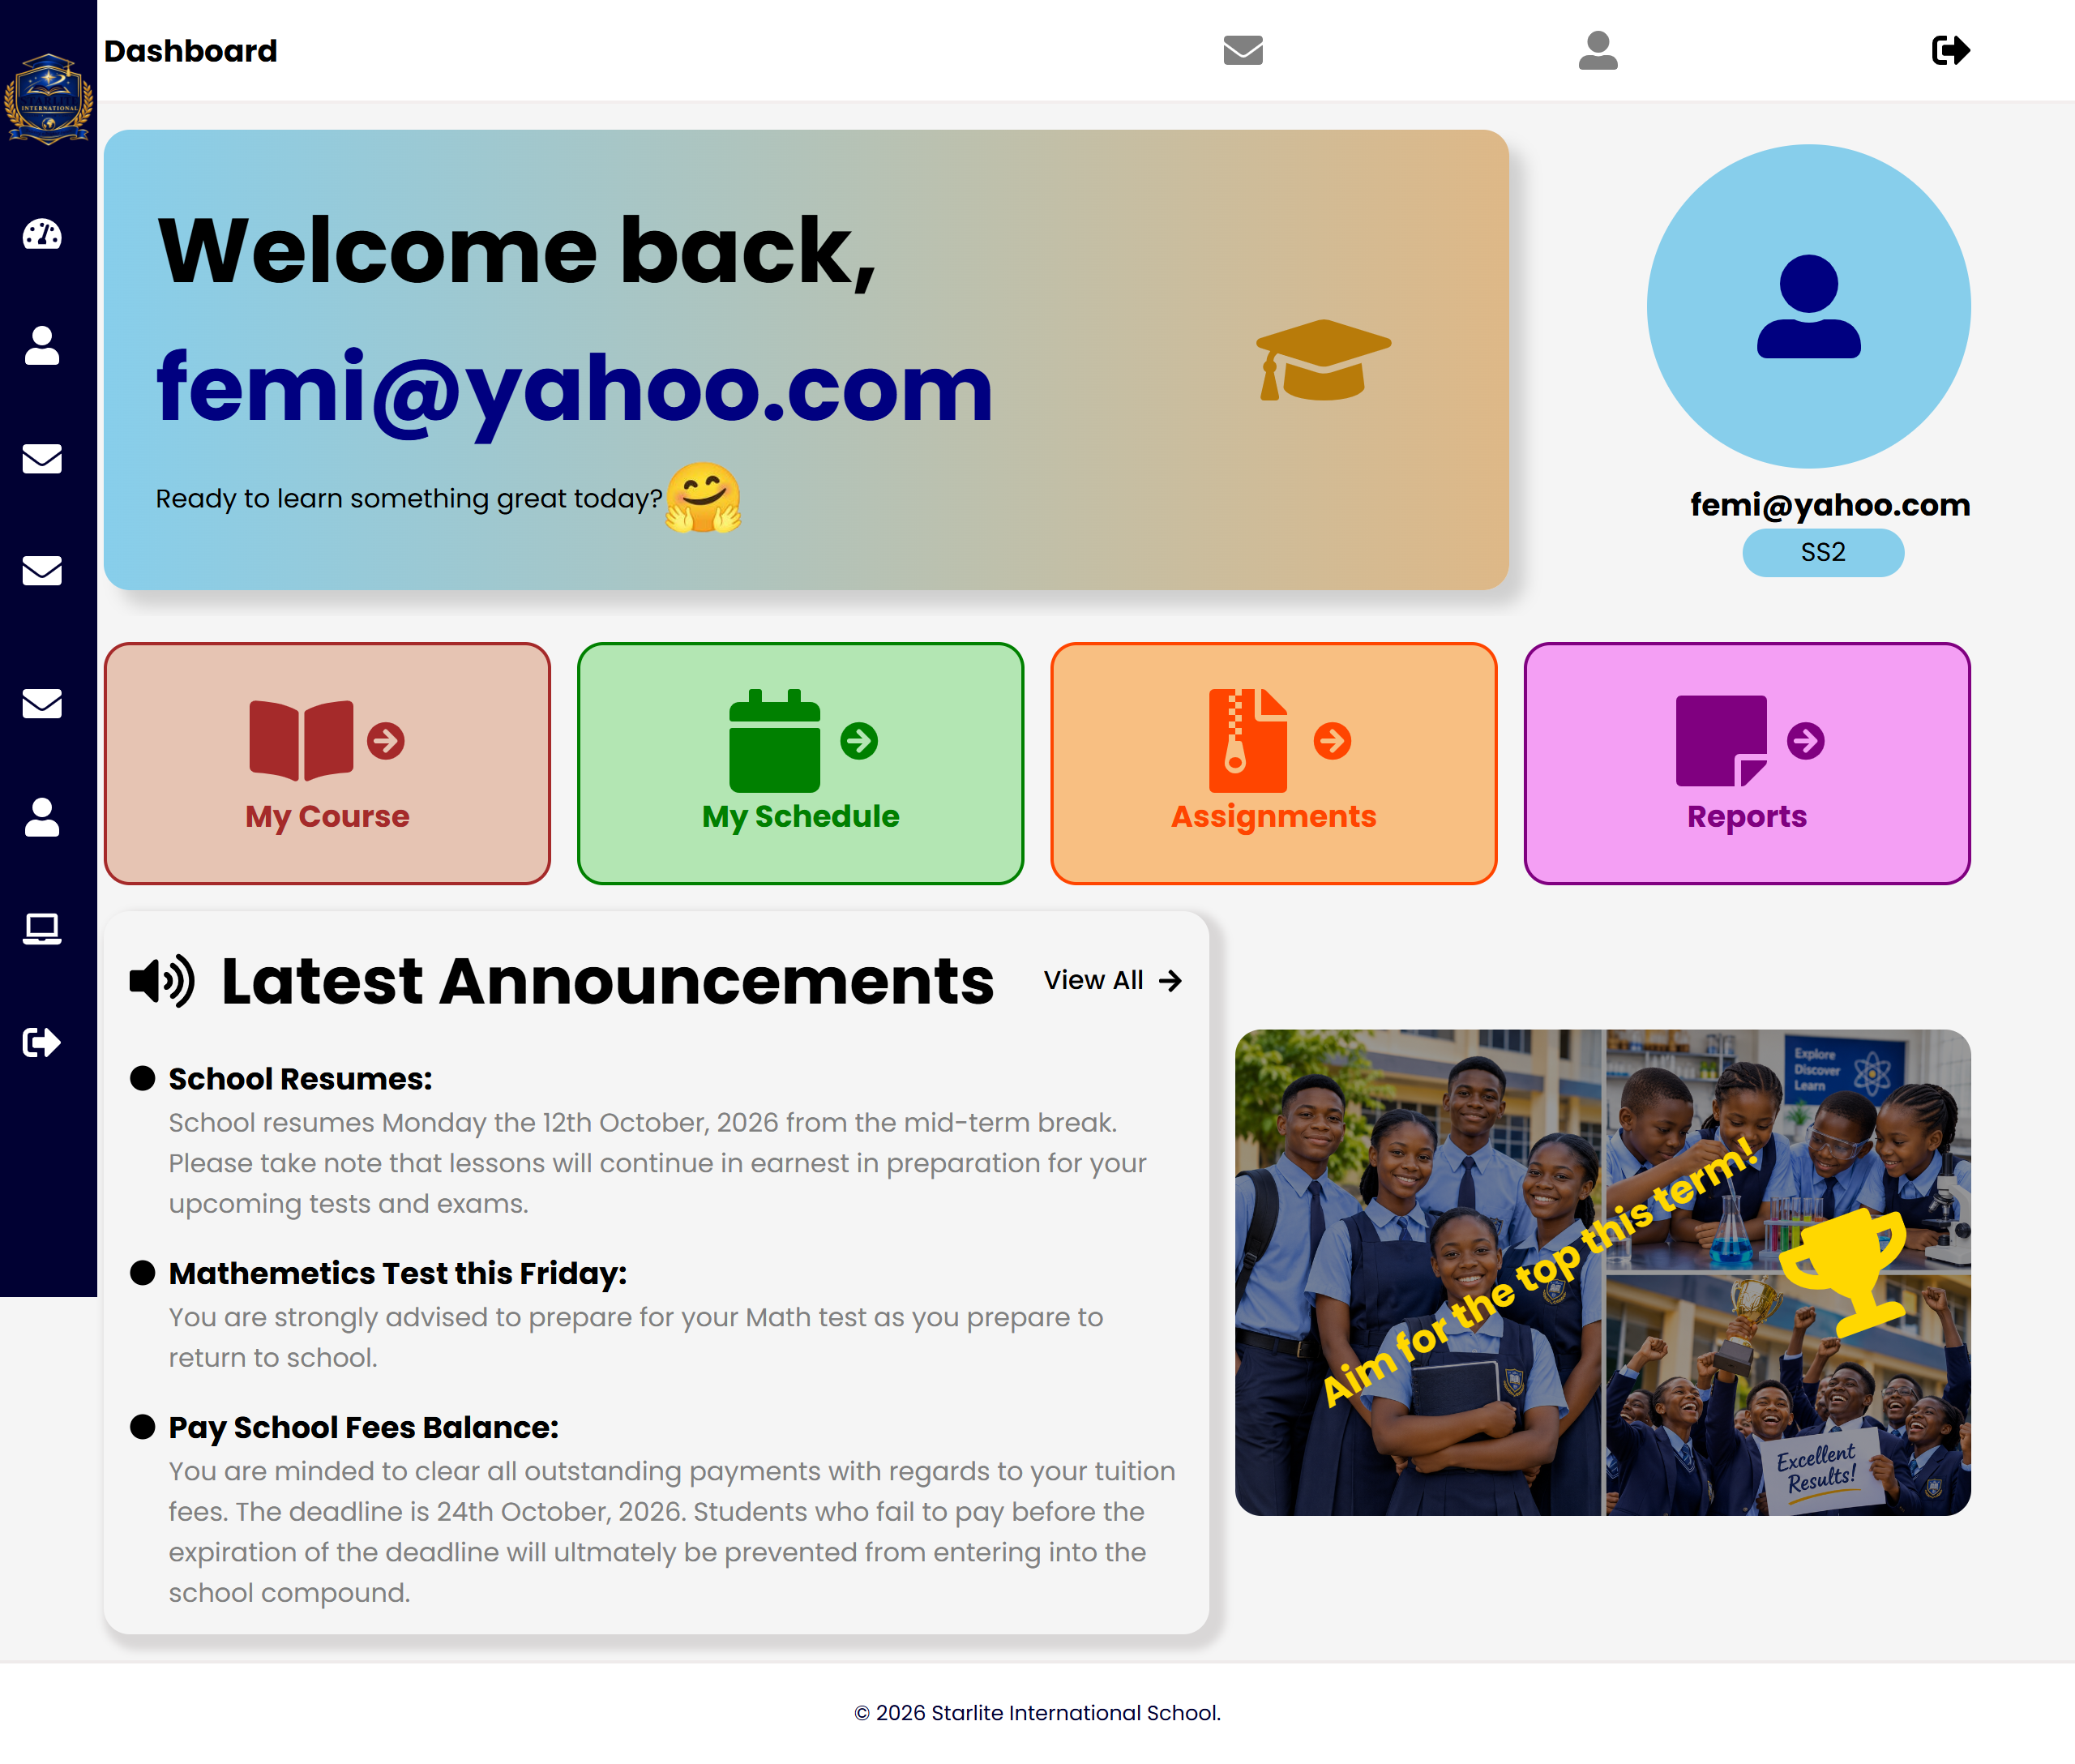 INTERNATIONAL
Dashboard
Welcome back,
femi@yahoo.com
Ready to learn something great today?🤗
femi@yahoo.com
SS2
My Course
My Schedule
Assignments
Reports
Latest Announcements
View All
School Resumes:
School resumes Monday the 12th October, 2026 from the mid-term break.
Please take note that lessons will continue in earnest in preparation for your
upcoming tests and exams.
Mathemetics Test this Friday:
You are strongly advised to prepare for your Math test as you prepare to
return to school.
Pay School Fees Balance:
You are minded to clear all outstanding payments with regards to your tuition
fees. The deadline is 24th October, 2026. Students who fail to pay before the
expiration of the deadline will ultmately be prevented from entering into the
school compound.
Explore
Discover
Learn
Aim for the top this term!
Excellent
Results!
© 2026 Starlite International School.